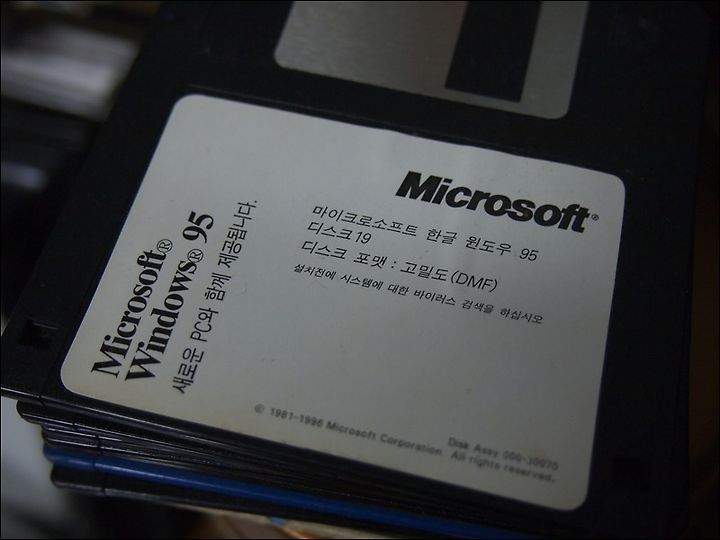 Microsoft®
마이크로소프트 한글 윈도우 95
디스크19
디스크 포맷 : 고밀도(DMF)
설치전에 시스템에 대한 바이러스 검색을 하십시오
Microsoft®
Windows® 95
새로운 PC와 함께 제공됩니다.
© 1981-1996 Microsoft Corporation. All rights reserved.
Disk Assy. 000-30070